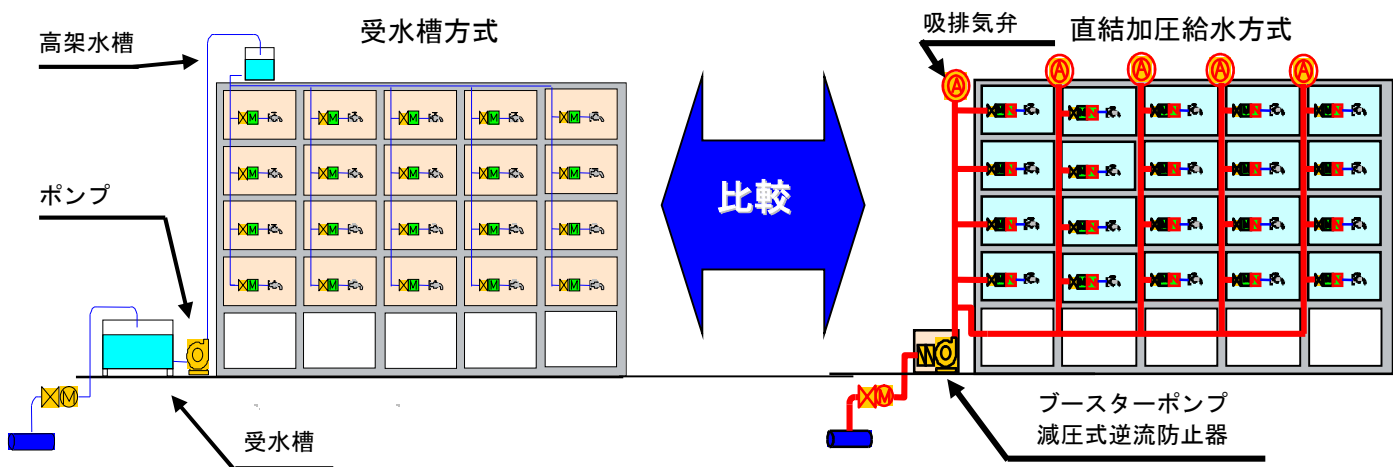 受水槽方式
高架水槽
ポンプ
受水槽
比較
吸排気弁
直結加圧給水方式
ブースターポンプ
減圧式逆流防止器
M
M M M M M
M M M M M
M M M M M
M M M M M
A A A A A
M